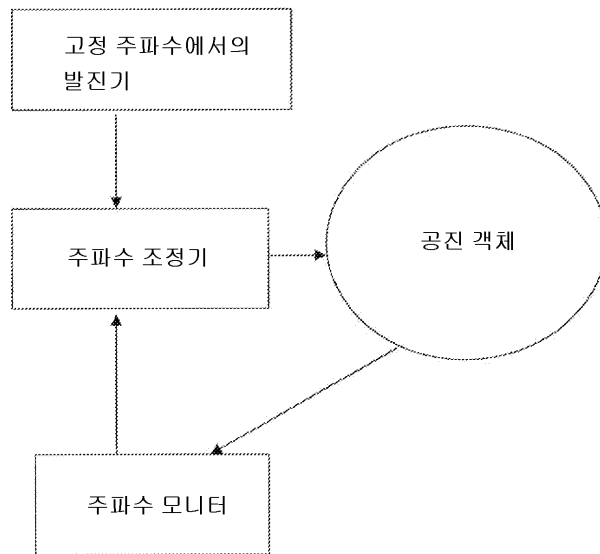 고정 주파수에서의
발진기
주파수 조정기
공진 객체
주파수 모니터